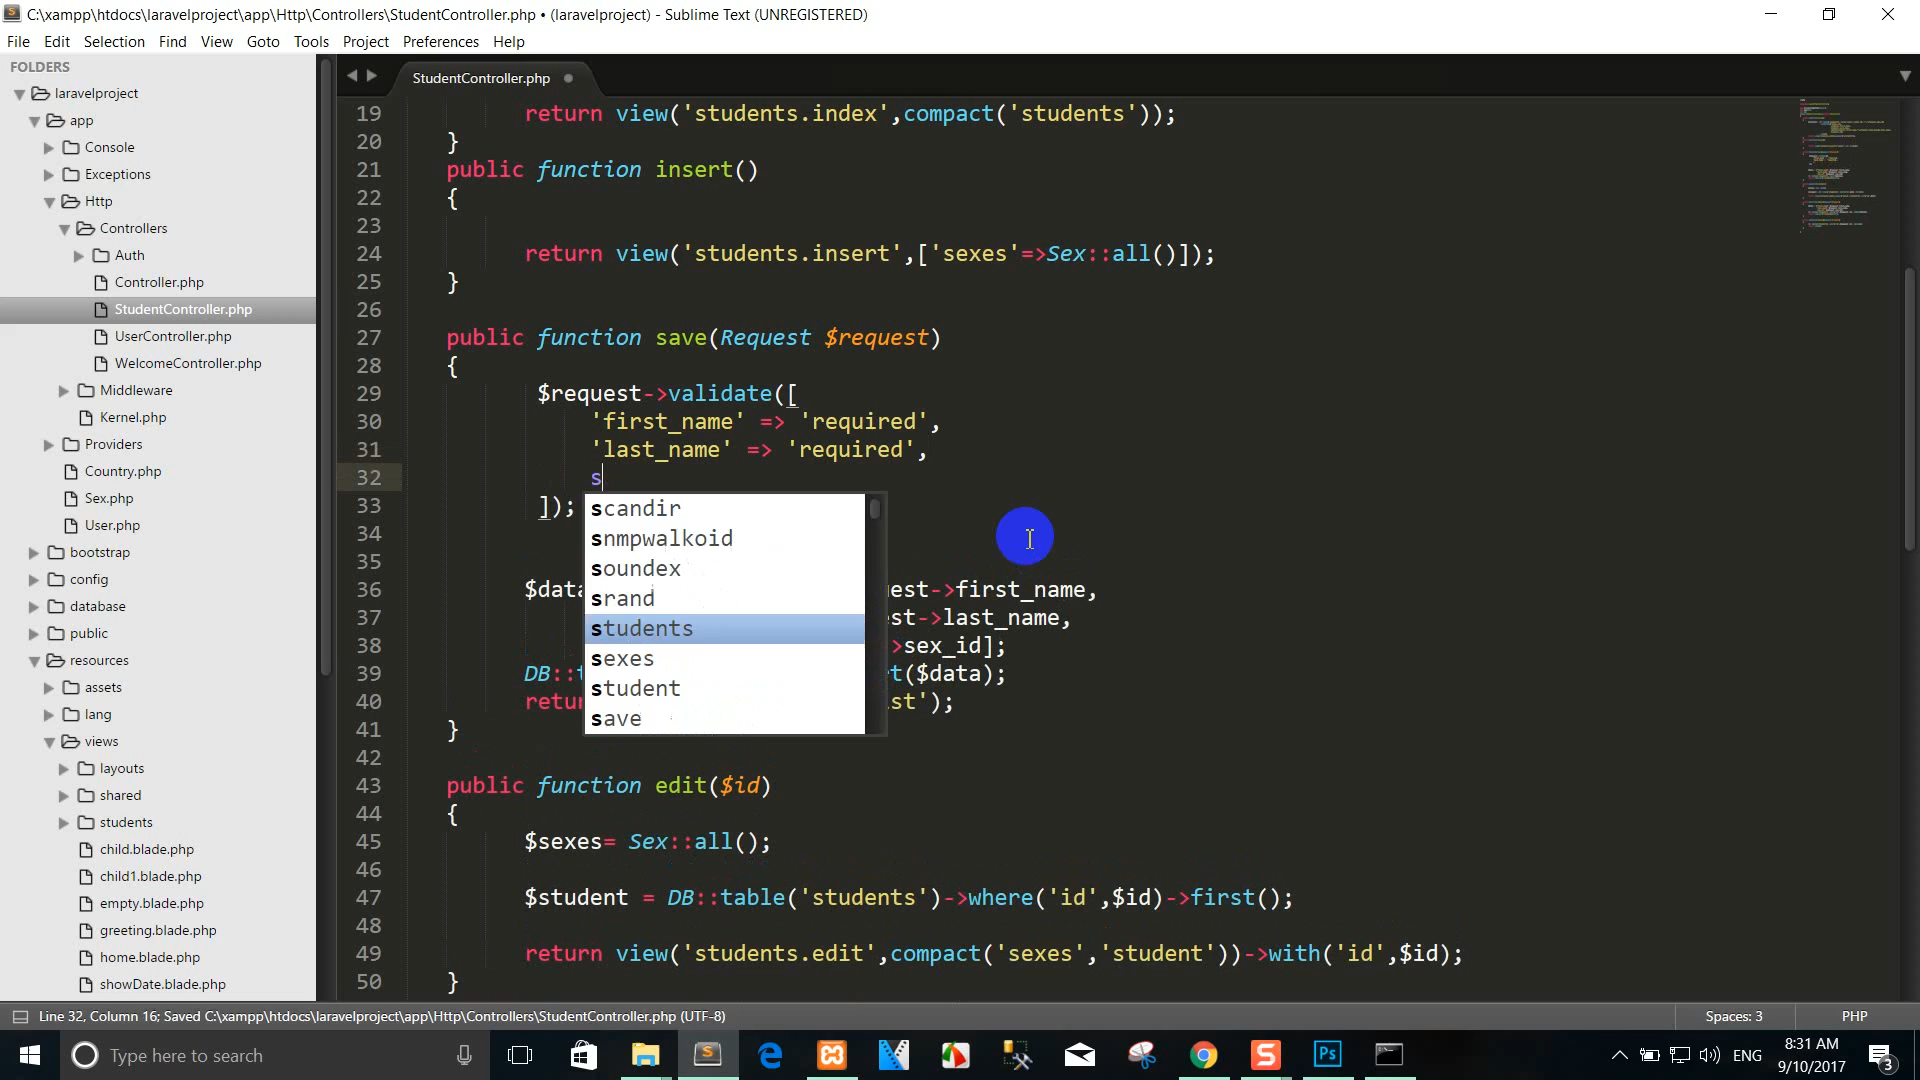 C:\xampp\htdocs\laravelproject\app\Http\Controllers\StudentController.php • (laravelproject) - Sublime Text (UNREGISTERED)
File Edit Selection Find View Goto Tools Project Preferences Help
FOLDERS
laravelproject
app
Console
Exceptions
Http
Controllers
Auth
Controller.php
StudentController.php
UserController.php
WelcomeController.php
Middleware
Kernel.php
Providers
Country.php
Sex.php
User.php
bootstrap
config
database
public
resources
assets
lang
views
layouts
shared
students
child.blade.php
child1.blade.php
empty.blade.php
greeting.blade.php
home.blade.php
showDate.blade.php
StudentController.php
19 return view('students.index',compact('students'));
20 }
21 public function insert()
22 {
23
24 return view('students.insert',['sexes'=>Sex::all()]);
25 }
26
27 public function save(Request $request)
28 {
29 $request->validate([
30 'first_name' => 'required',
31 'last_name' => 'required',
32 s
33 ]);
34
35
36 $data est->first_name,
37 est->last_name,
38 >sex_id];
39 DB:: t($data);
40 retu st');
41 }
42
43 public function edit($id)
44 {
45 $sexes= Sex::all();
46
47 $student = DB::table('students')->where('id',$id)->first();
48
49 return view('students.edit',compact('sexes','student'))->with('id',$id);
50 }
scandir
snmpwalkoid
soundex
srand
students
sexes
student
save
Line 32, Column 16; Saved C:\xampp\htdocs\laravelproject\app\Http\Controllers\StudentController.php (UTF-8)
Spaces: 3
PHP
Type here to search
ENG
8:31 AM
9/10/2017
3